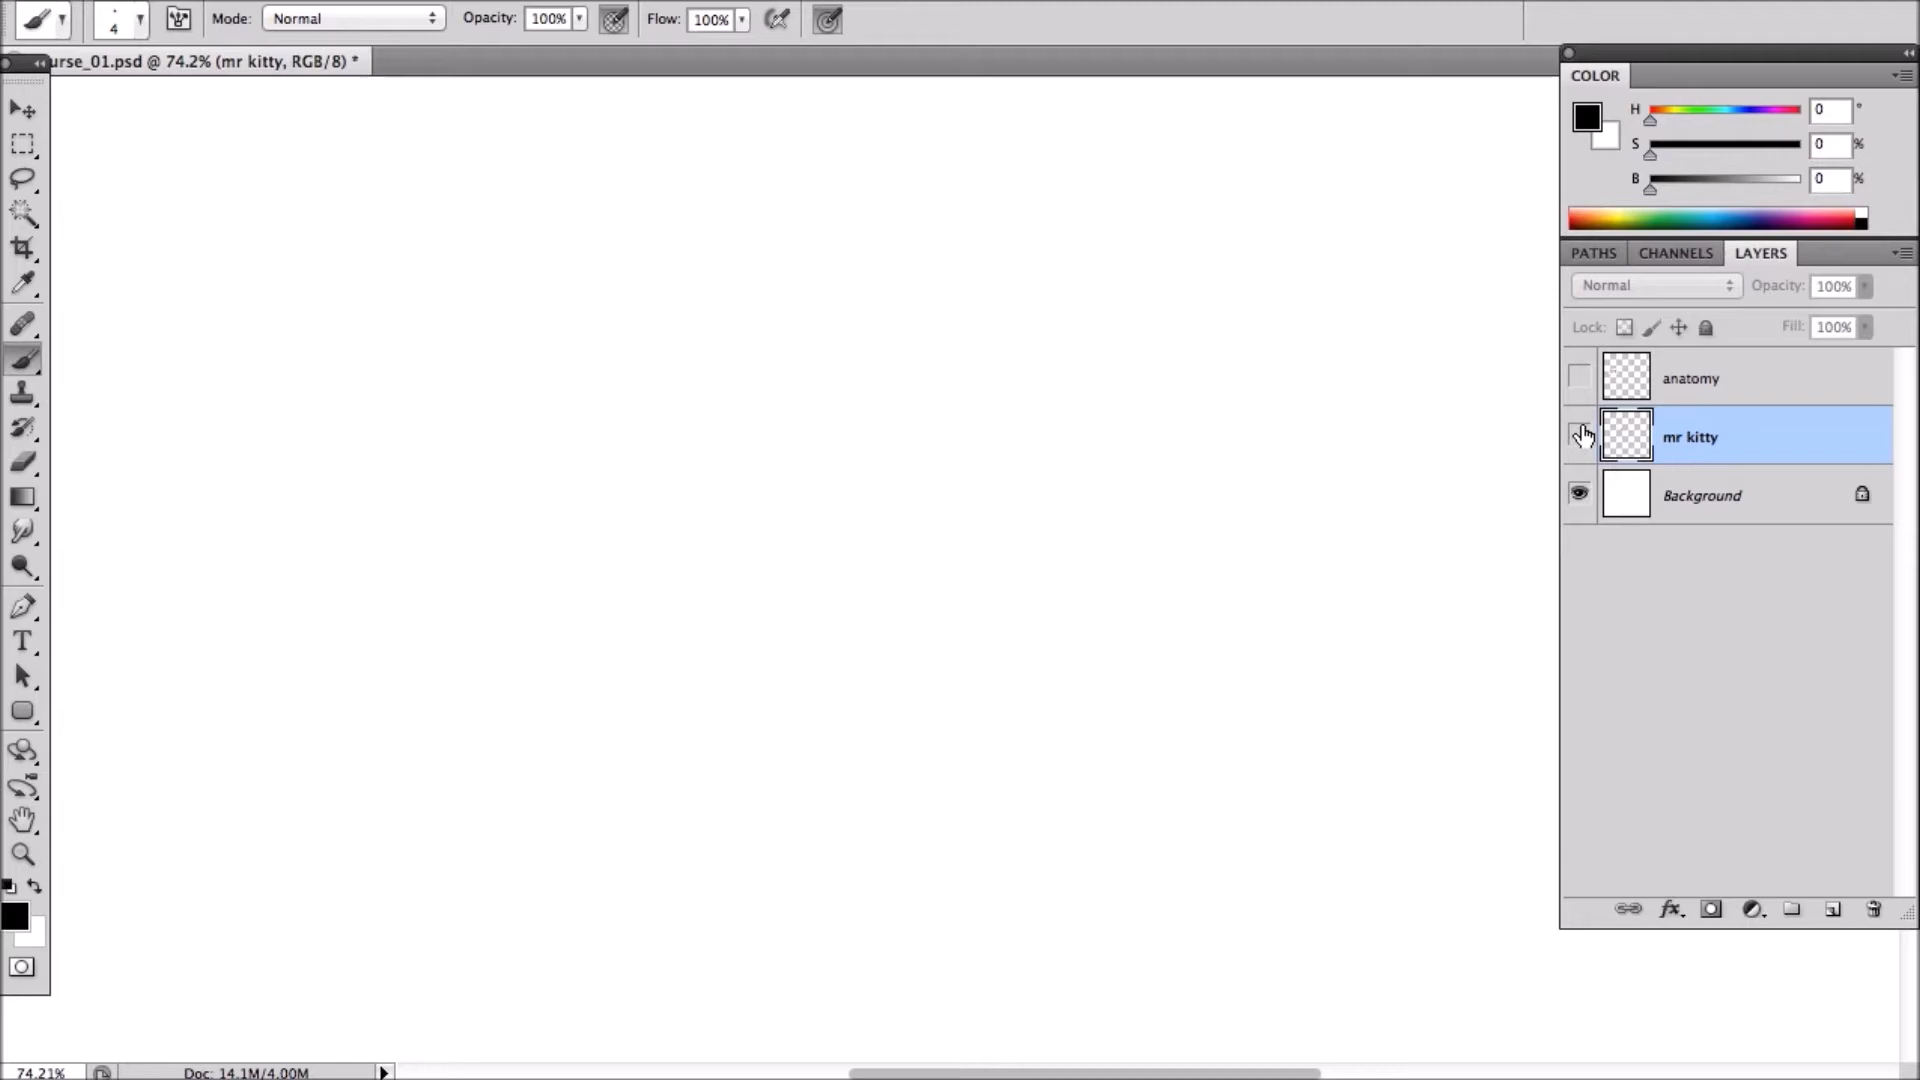 4 Mode: Normal Opacity: 100% Flow: 100%
urse_01.psd @ 74.2% (mr kitty, RGB/8) *
COLOR
H 0 °
S 0 %
B 0 %
PATHS CHANNELS LAYERS
Normal Opacity: 100%
Lock: Fill: 100%
anatomy
mr kitty
Background
fx
T
74.21% Doc: 14.1M/4.00M